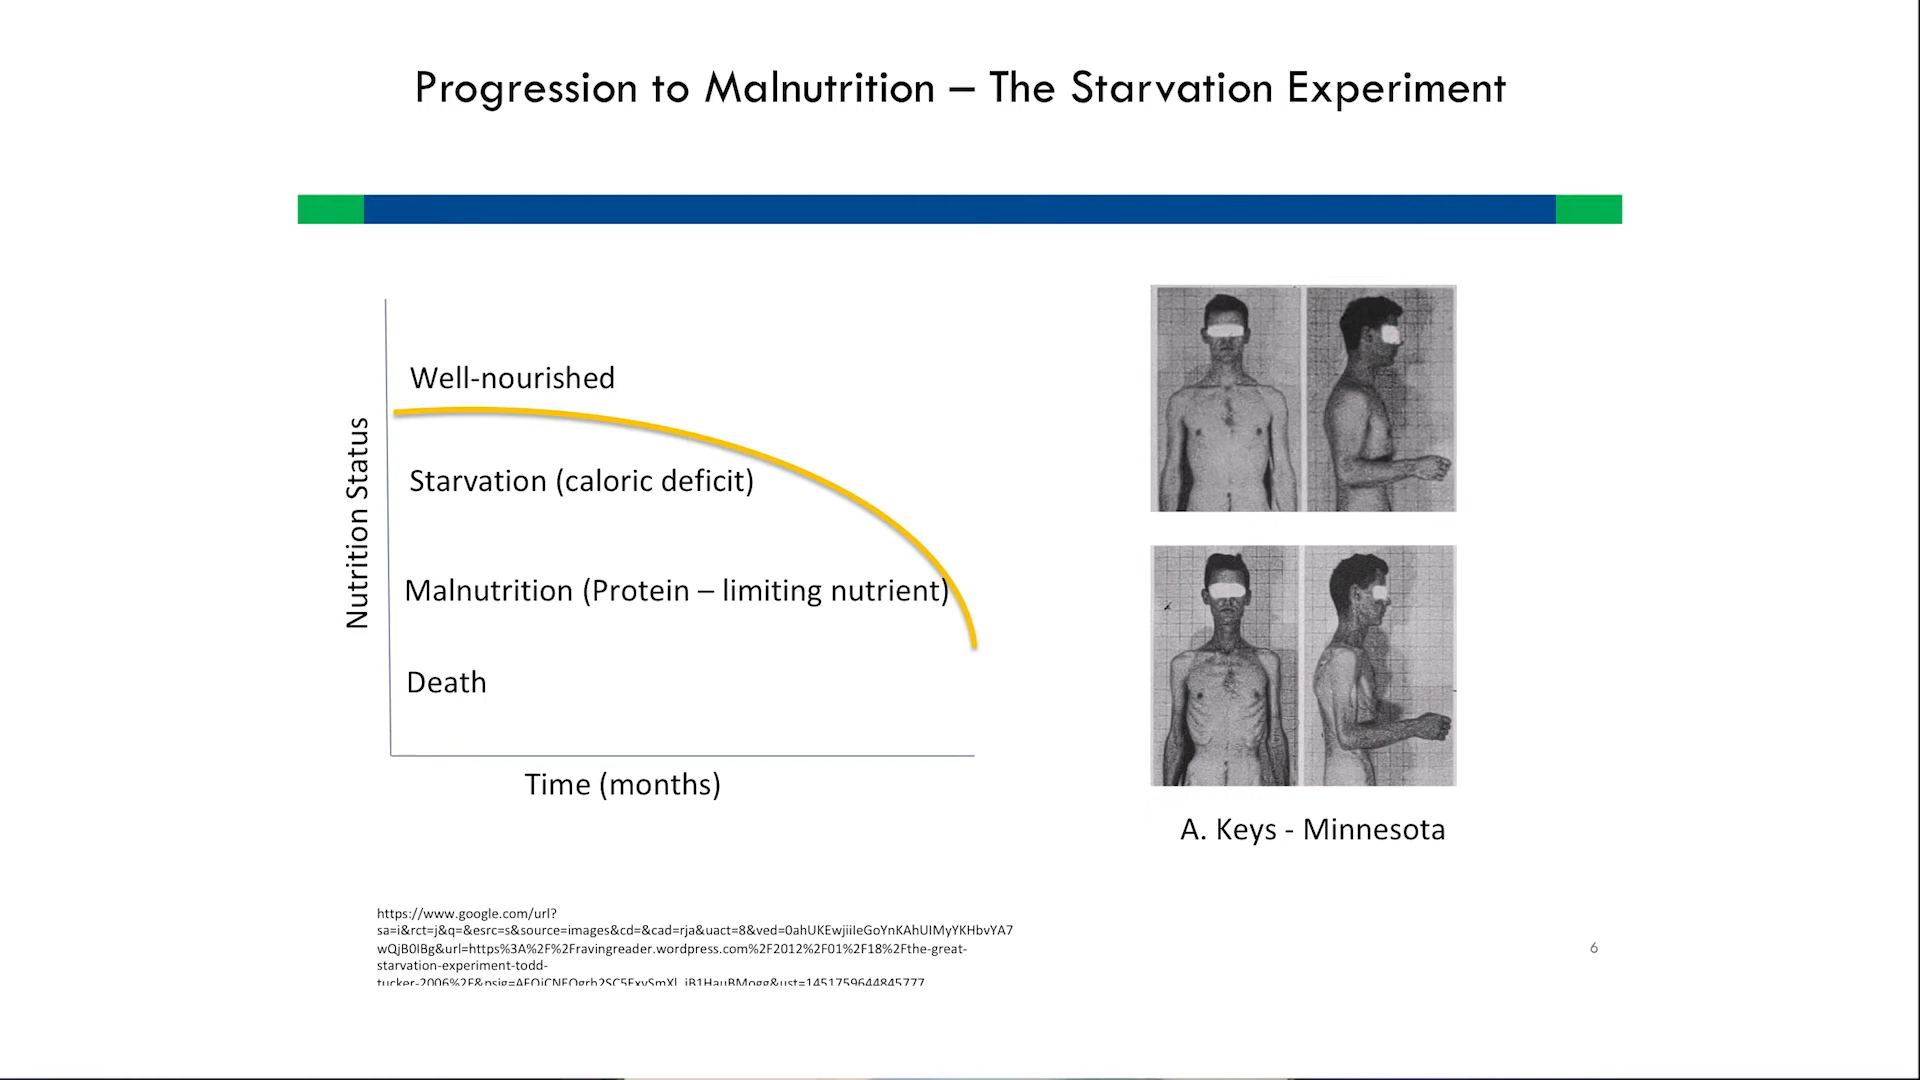 Progression to Malnutrition – The Starvation Experiment
Well-nourished
Starvation (caloric deficit)
Malnutrition (Protein – limiting nutrient)
Death
Nutrition Status
Time (months)
A. Keys - Minnesota
https://www.google.com/url?
sa=i&rct=j&q=&esrc=s&source=images&cd=&cad=rja&uact=8&ved=0ahUKEwjiiIeGoYnKAhUIMyYKHbvYA7
wQjB0IBg&url=https%3A%2F%2Fravingreader.wordpress.com%2F2012%2F01%2F18%2Fthe-great-
starvation-experiment-todd-
6